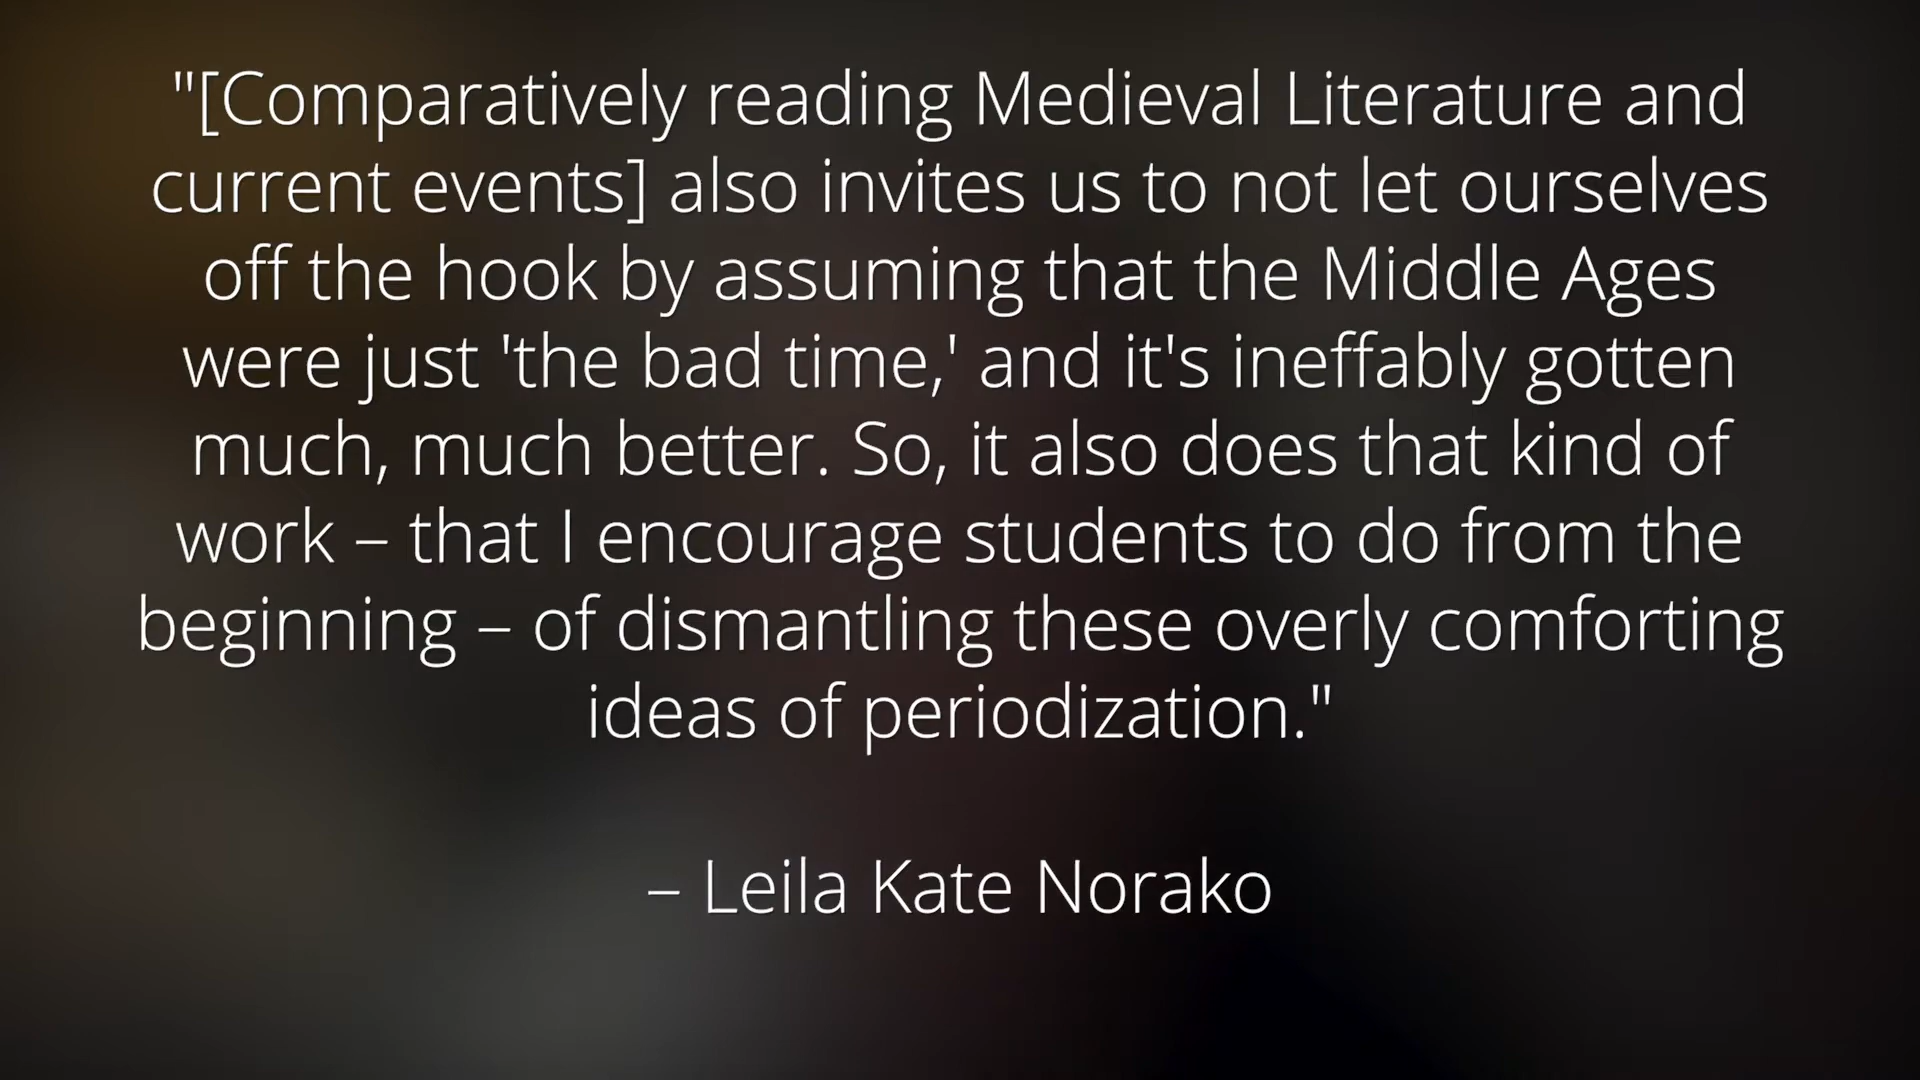 "[Comparatively reading Medieval Literature and
current events] also invites us to not let ourselves
off the hook by assuming that the Middle Ages
were just 'the bad time,' and it's ineffably gotten
much, much better. So, it also does that kind of
work – that I encourage students to do from the
beginning – of dismantling these overly comforting
ideas of periodization."
– Leila Kate Norako